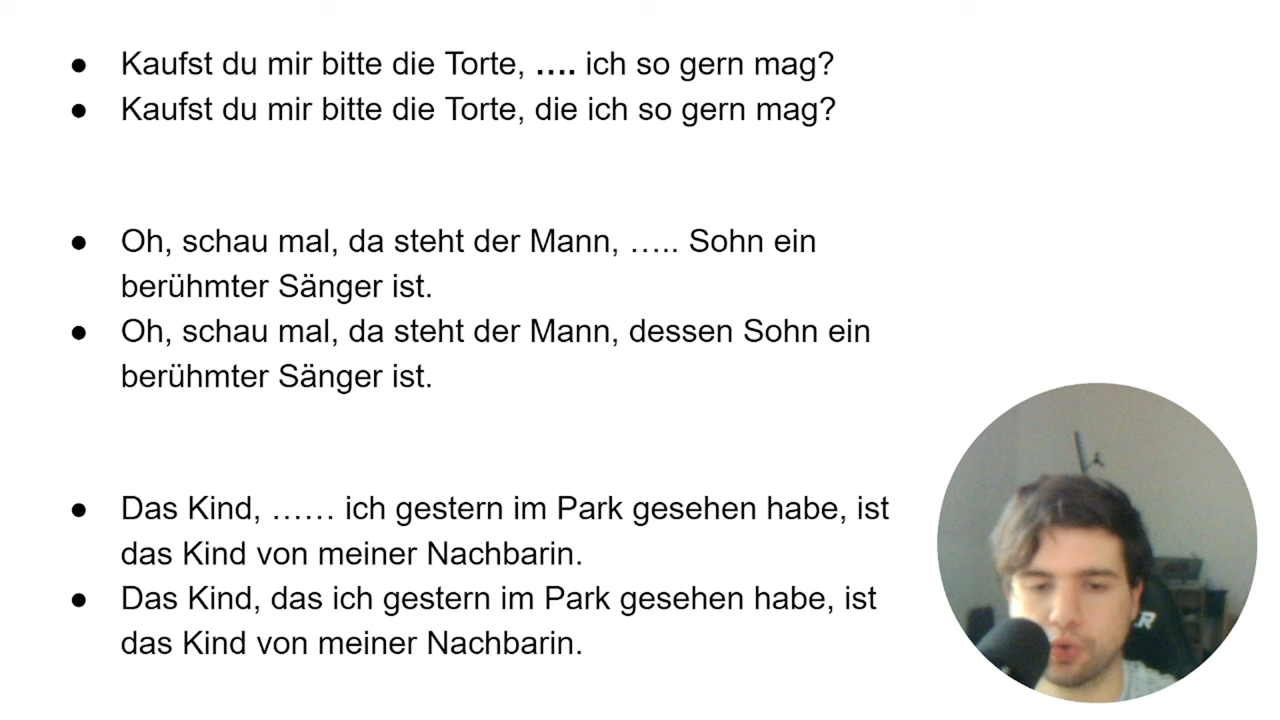 ● Kaufst du mir bitte die Torte, …. ich so gern mag?
● Kaufst du mir bitte die Torte, die ich so gern mag?
● Oh, schau mal, da steht der Mann, ….. Sohn ein
berühmter Sänger ist.
● Oh, schau mal, da steht der Mann, dessen Sohn ein
berühmter Sänger ist.
● Das Kind, …… ich gestern im Park gesehen habe, ist
das Kind von meiner Nachbarin.
● Das Kind, das ich gestern im Park gesehen habe, ist
das Kind von meiner Nachbarin.